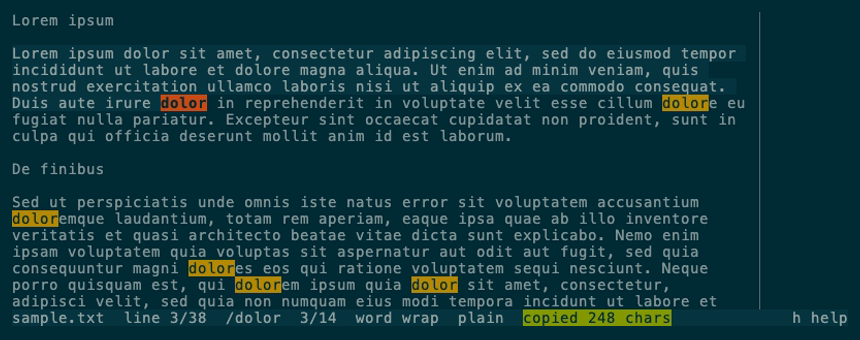 Lorem ipsum
Lorem ipsum dolor sit amet, consectetur adipiscing elit, sed do eiusmod tempor
incididunt ut labore et dolore magna aliqua. Ut enim ad minim veniam, quis
nostrud exercitation ullamco laboris nisi ut aliquip ex ea commodo consequat.
Duis aute irure dolor in reprehenderit in voluptate velit esse cillum dolore eu
fugiat nulla pariatur. Excepteur sint occaecat cupidatat non proident, sunt in
culpa qui officia deserunt mollit anim id est laborum.
De finibus
Sed ut perspiciatis unde omnis iste natus error sit voluptatem accusantium
doloremque laudantium, totam rem aperiam, eaque ipsa quae ab illo inventore
veritatis et quasi architecto beatae vitae dicta sunt explicabo. Nemo enim
ipsam voluptatem quia voluptas sit aspernatur aut odit aut fugit, sed quia
consequuntur magni dolores eos qui ratione voluptatem sequi nesciunt. Neque
porro quisquam est, qui dolorem ipsum quia dolor sit amet, consectetur,
adipisci velit, sed quia non numquam eius modi tempora incidunt ut labore et
sample.txt  line 3/38  /dolor  3/14  word wrap  plain  copied 248 chars  h help